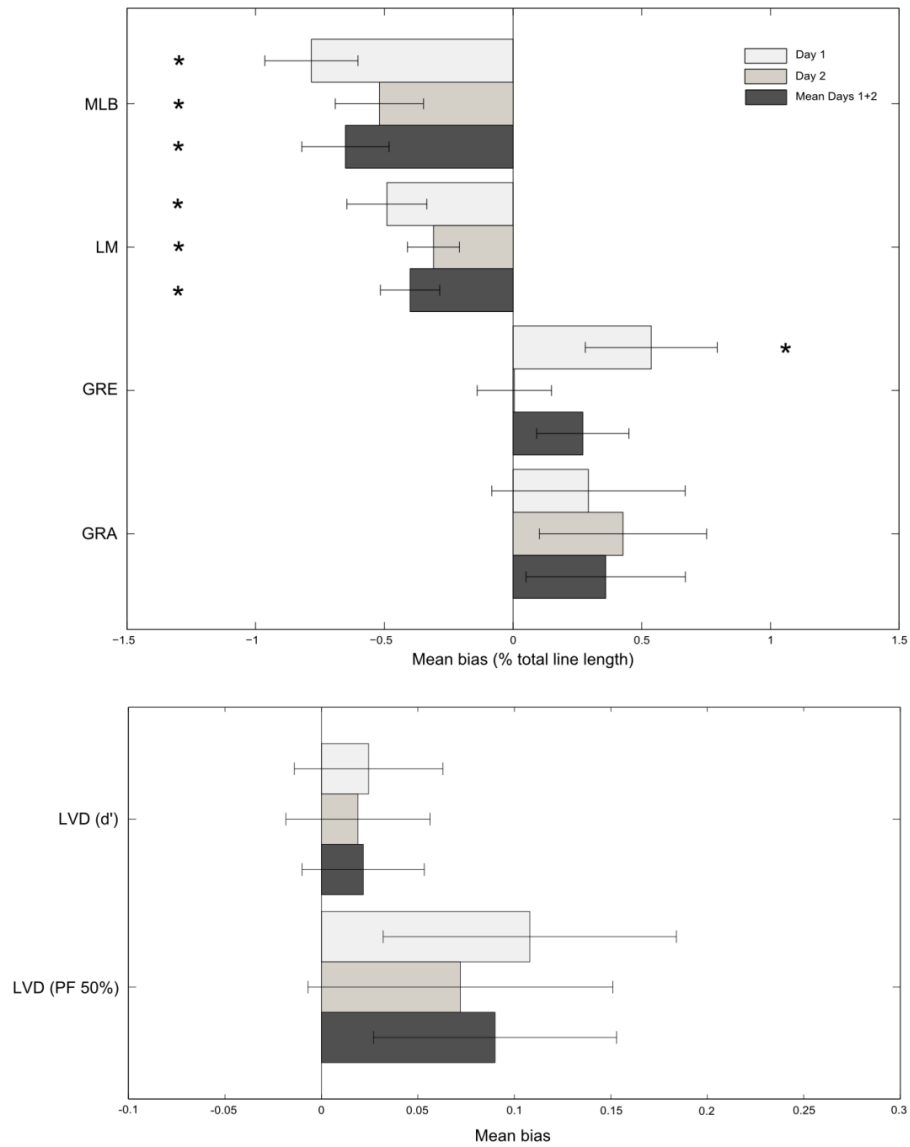 Day 1
Day 2
Mean Days 1+2
*
*
MLB
*
*
LM
*
*
*
GRE
GRA
−1.5 −1 −0.5 0 0.5 1 1.5
Mean bias (% total line length)
LVD (d')
LVD (PF 50%)
-0.1 -0.05 0 0.05 0.1 0.15 0.2 0.25 0.3
Mean bias